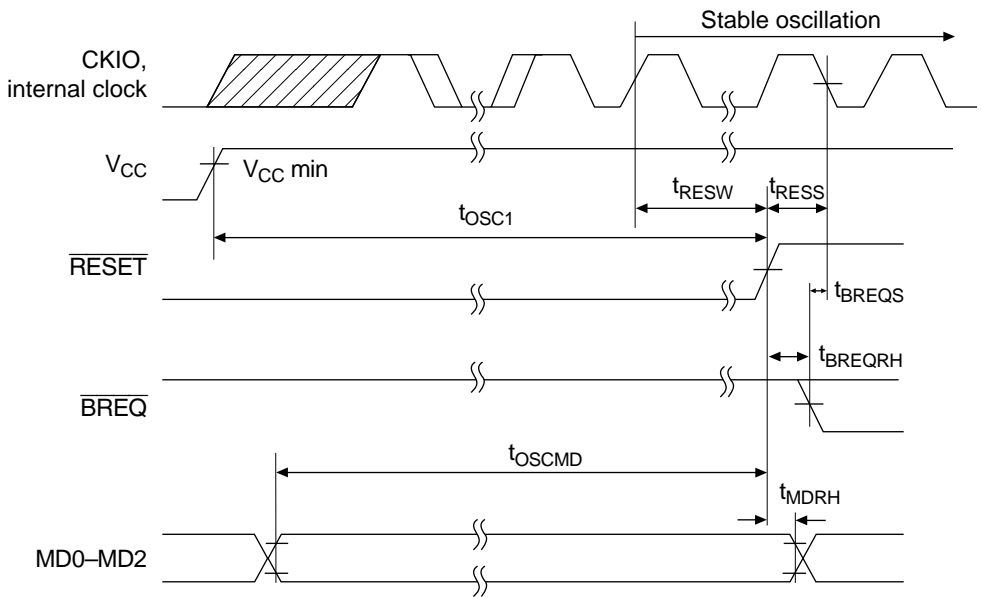 Stable oscillation
CKIO,
internal clock
VCC
VCC min
tRESW
tRESS
tOSC1
RESET
tBREQS
tBREQRH
BREQ
tOSCMD
tMDRH
MD0–MD2